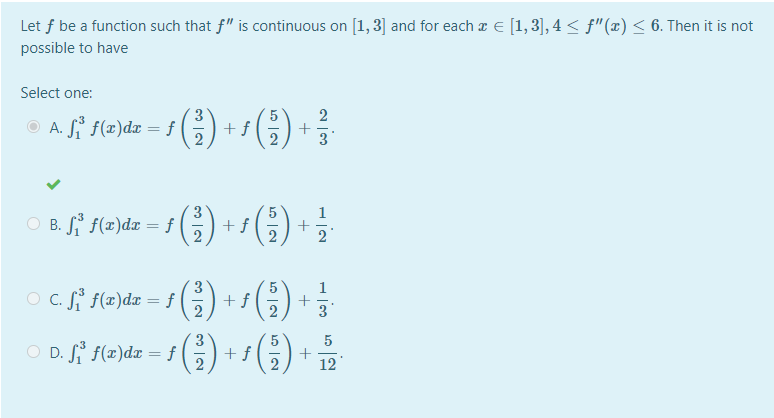 Let f be a function such that f″ is continuous on [1, 3] and for each x ∈ [1, 3], 4 ≤ f″(x) ≤ 6. Then it is not
possible to have
Select one:
A. ∫₁³ f(x)dx = f(3/2) + f(5/2) + 2/3.
B. ∫₁³ f(x)dx = f(3/2) + f(5/2) + 1/2.
C. ∫₁³ f(x)dx = f(3/2) + f(5/2) + 1/3.
D. ∫₁³ f(x)dx = f(3/2) + f(5/2) + 5/12.